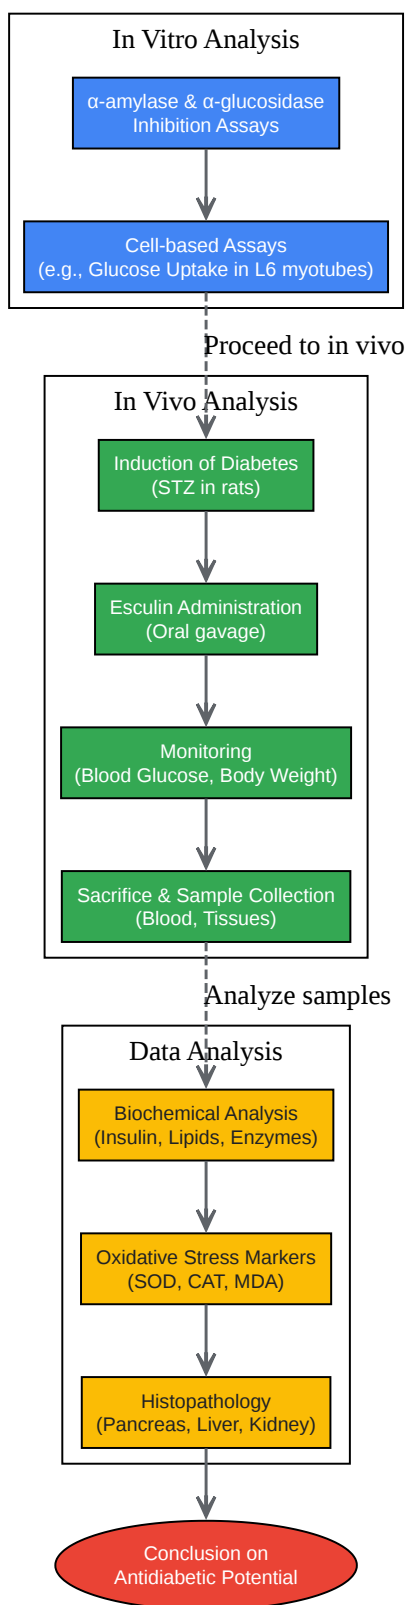 In Vitro Analysis
α-amylase & α-glucosidase
Inhibition Assays
Cell-based Assays
(e.g., Glucose Uptake in L6 myotubes)
Proceed to in vivo
In Vivo Analysis
Induction of Diabetes
(STZ in rats)
Esculin Administration
(Oral gavage)
Monitoring
(Blood Glucose, Body Weight)
Sacrifice & Sample Collection
(Blood, Tissues)
Analyze samples
Data Analysis
Biochemical Analysis
(Insulin, Lipids, Enzymes)
Oxidative Stress Markers
(SOD, CAT, MDA)
Histopathology
(Pancreas, Liver, Kidney)
Conclusion on
Antidiabetic Potential